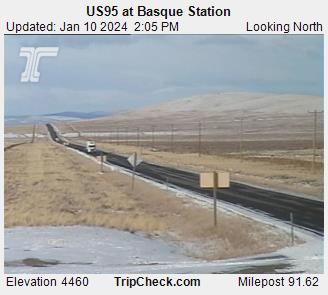 US95 at Basque Station
Updated: Jan 10 2024 2:05 PM Looking North
Elevation 4460 TripCheck.com Milepost 91.62